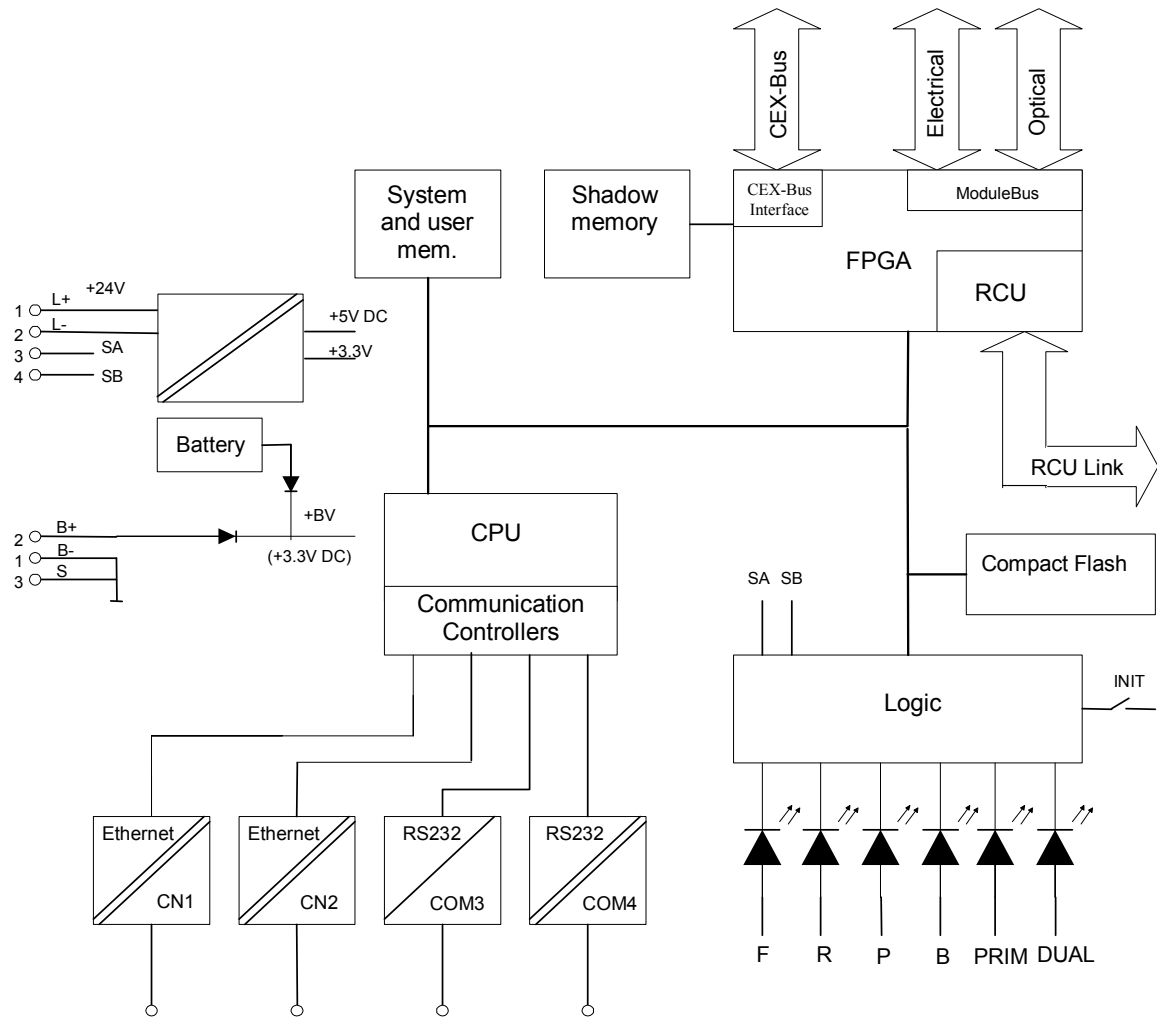 CEX-Bus
Electrical
Optical
System
and user
mem.
Shadow
memory
CEX-Bus
Interface
ModuleBus
FPGA
RCU
RCU Link
+24V
1 L+
2 L-
3 SA
4 SB
+5V DC
+3.3V
Battery
+BV
(+3.3V DC)
2 B+
1 B-
3 S
CPU
Communication
Controllers
Compact Flash
SA SB
Logic
INIT
Ethernet
CN1
Ethernet
CN2
RS232
COM3
RS232
COM4
F R P B PRIM DUAL